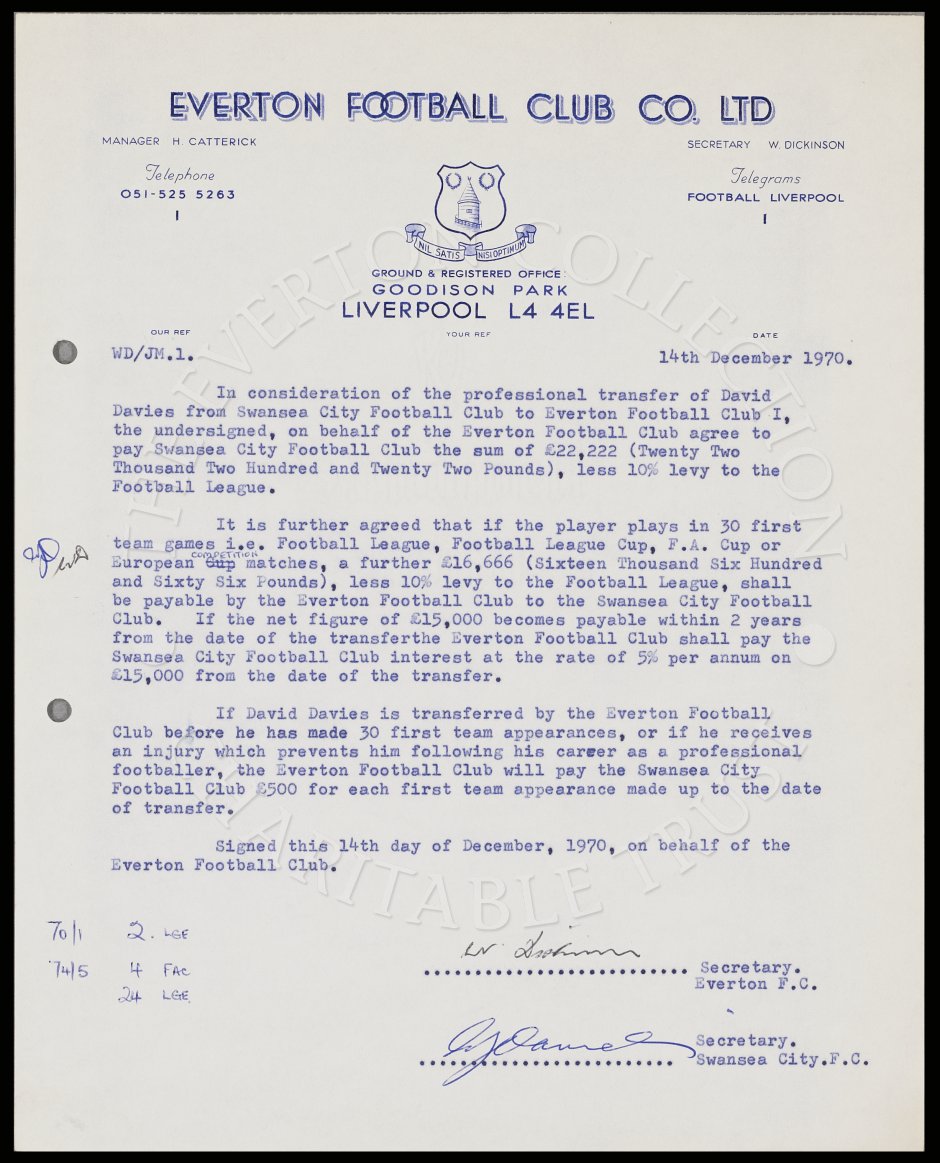 EVERTON FOOTBALL CLUB CO. LTD
MANAGER H. CATTERICK
SECRETARY W. DICKINSON
Telephone
051-525 5263
Telegrams
FOOTBALL LIVERPOOL
NIL SATIS NISI OPTIMUM
GROUND & REGISTERED OFFICE:
GOODISON PARK
LIVERPOOL L4 4EL
OUR REF
YOUR REF
DATE
WD/JM.1.
14th December 1970.
In consideration of the professional transfer of David
Davies from Swansea City Football Club to Everton Football Club I,
the undersigned, on behalf of the Everton Football Club agree to
pay Swansea City Football Club the sum of £22,222 (Twenty Two
Thousand Two Hundred and Twenty Two Pounds), less 10% levy to the
Football League.
It is further agreed that if the player plays in 30 first
team games i.e. Football League, Football League Cup, F.A. Cup or
COMPETITION
European Cup matches, a further £16,666 (Sixteen Thousand Six Hundred
and Sixty Six Pounds), less 10% levy to the Football League, shall
be payable by the Everton Football Club to the Swansea City Football
Club. If the net figure of £15,000 becomes payable within 2 years
from the date of the transferthe Everton Football Club shall pay the
Swansea City Football Club interest at the rate of 5% per annum on
£15,000 from the date of the transfer.
If David Davies is transferred by the Everton Football
Club before he has made 30 first team appearances, or if he receives
an injury which prevents him following his career as a professional
footballer, the Everton Football Club will pay the Swansea City
Football Club £500 for each first team appearance made up to the date
of transfer.
Signed this 14th day of December, 1970, on behalf of the
Everton Football Club.
70/1 2. LGE
74/5 4 FAC
24 LGE
W. Dickinson
Secretary.
Everton F.C.
Secretary.
Swansea City.F.C.
THE EVERTON COLLECTION
CHARITABLE TRUST